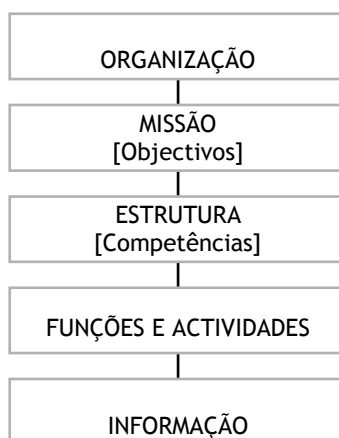 ORGANIZAÇÃO
MISSÃO
[Objectivos]
ESTRUTURA
[Competências]
FUNÇÕES E ACTIVIDADES
INFORMAÇÃO